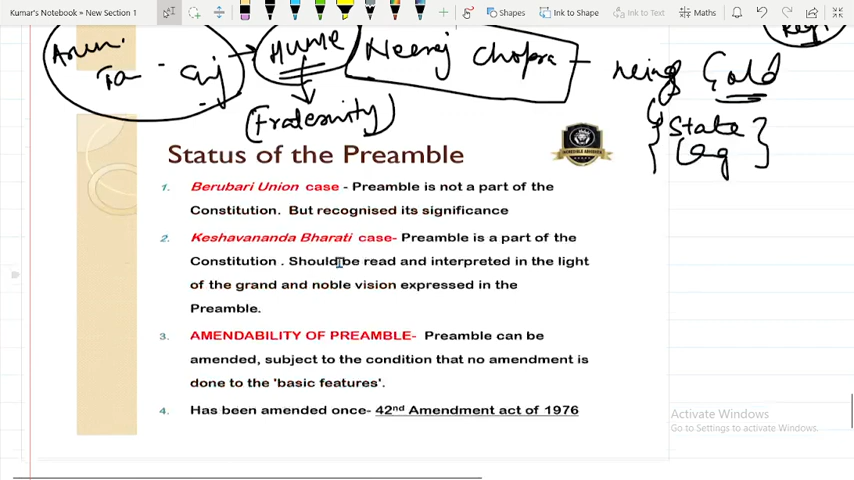 Kumar's Notebook » New Section 1
Shapes
Ink to Shape
Ink to Text
Maths
Arun.
Hume
Neeraj Chopra - Gold
(Fraternity)
State
Status of the Preamble
1. Berubari Union case - Preamble is not a part of the
Constitution. But recognised its significance
2. Keshavananda Bharati case- Preamble is a part of the
Constitution . Should be read and interpreted in the light
of the grand and noble vision expressed in the
Preamble.
3. AMENDABILITY OF PREAMBLE- Preamble can be
amended, subject to the condition that no amendment is
done to the 'basic features'.
4. Has been amended once- 42nd Amendment act of 1976
Activate Windows
Go to Settings to activate Windows.